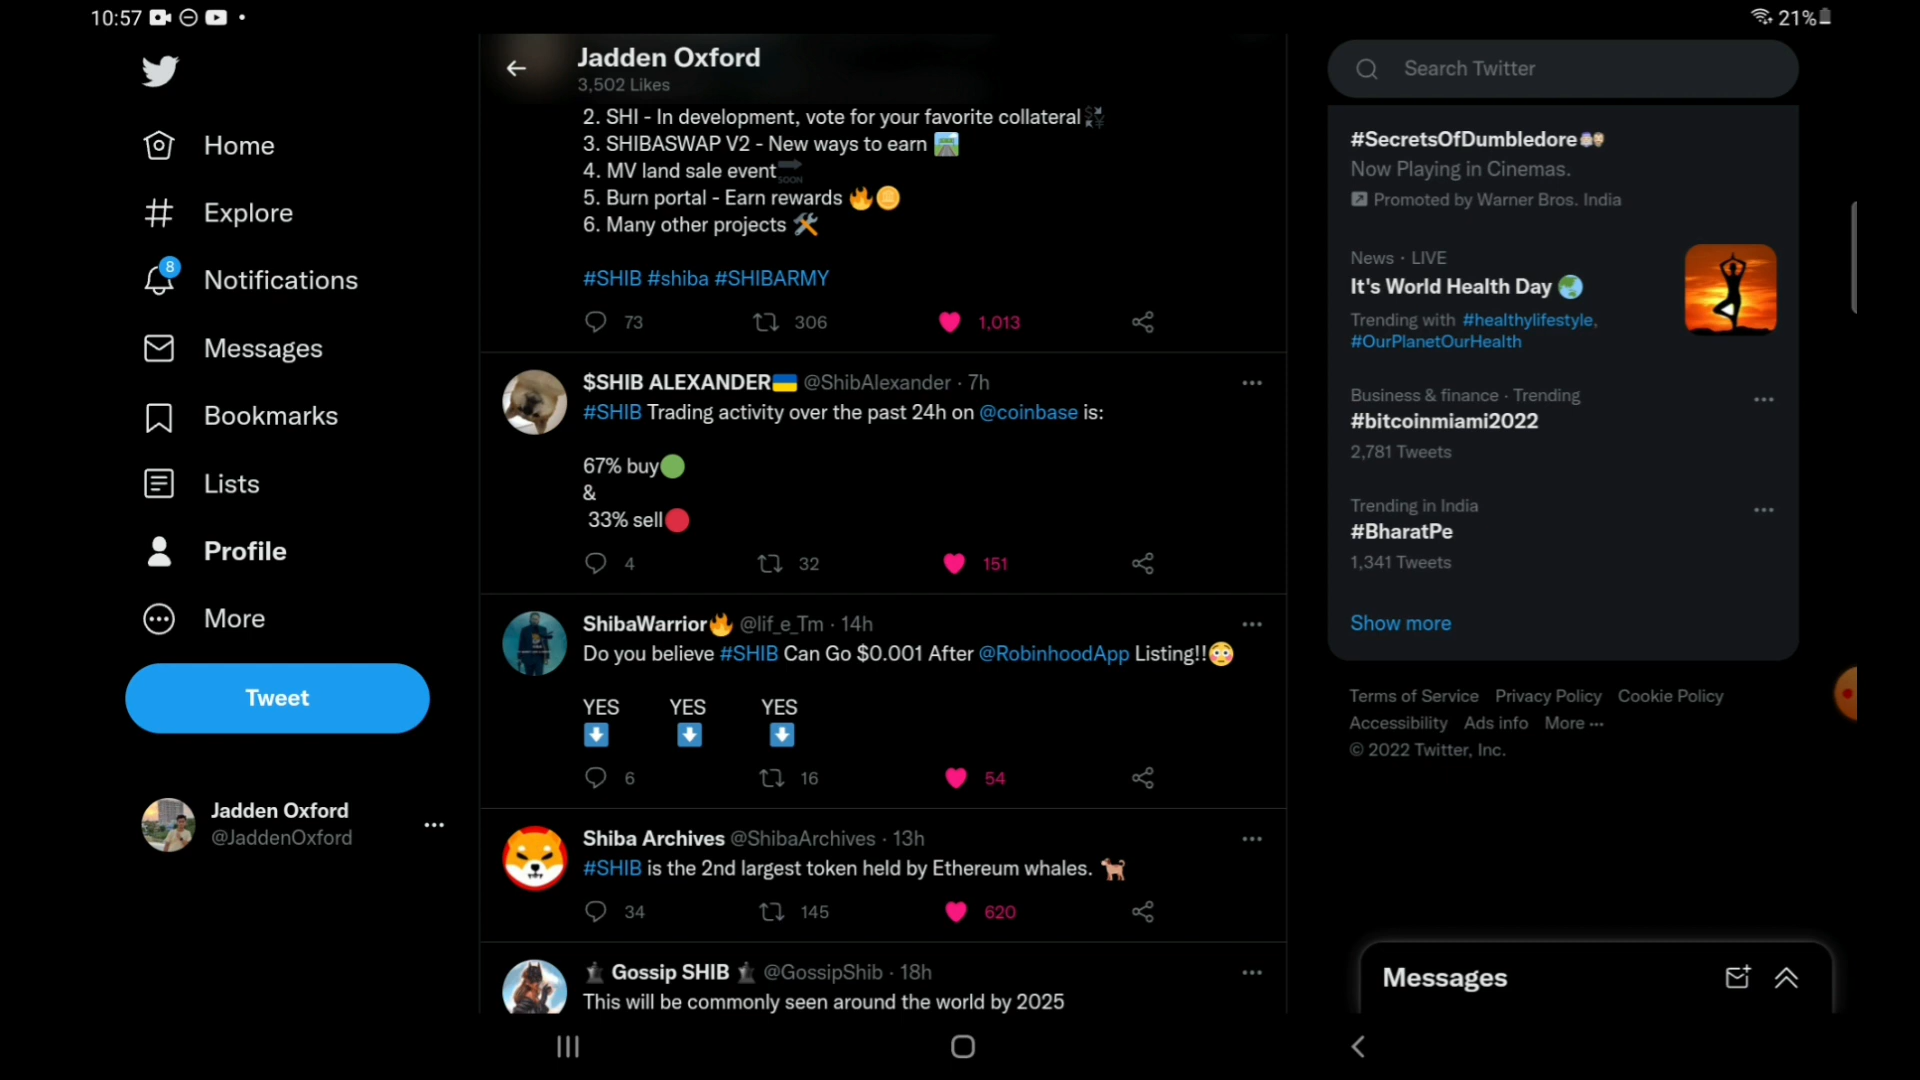 10:57
21%
Home
Explore
8
Notifications
Messages
Bookmarks
Lists
Profile
More
Tweet
Jadden Oxford
@JaddenOxford
Jadden Oxford
3,502 Likes
2. SHI - In development, vote for your favorite collateral
3. SHIBASWAP V2 - New ways to earn
4. MV land sale event SOON
5. Burn portal - Earn rewards
6. Many other projects
#SHIB #shiba #SHIBARMY
73 306 1,013
$SHIB ALEXANDER @ShibAlexander · 7h
#SHIB Trading activity over the past 24h on @coinbase is:
67% buy
&
33% sell
4 32 151
ShibaWarrior @lif_e_Tm · 14h
Do you believe #SHIB Can Go $0.001 After @RobinhoodApp Listing!!
YES YES YES
6 16 54
Shiba Archives @ShibaArchives · 13h
#SHIB is the 2nd largest token held by Ethereum whales.
34 145 620
Gossip SHIB @GossipShib · 18h
This will be commonly seen around the world by 2025
Search Twitter
#SecretsOfDumbledore
Now Playing in Cinemas.
Promoted by Warner Bros. India
News · LIVE
It's World Health Day
Trending with #healthylifestyle,
#OurPlanetOurHealth
Business & finance · Trending
#bitcoinmiami2022
2,781 Tweets
Trending in India
#BharatPe
1,341 Tweets
Show more
Terms of Service Privacy Policy Cookie Policy
Accessibility Ads info More ···
© 2022 Twitter, Inc.
Messages